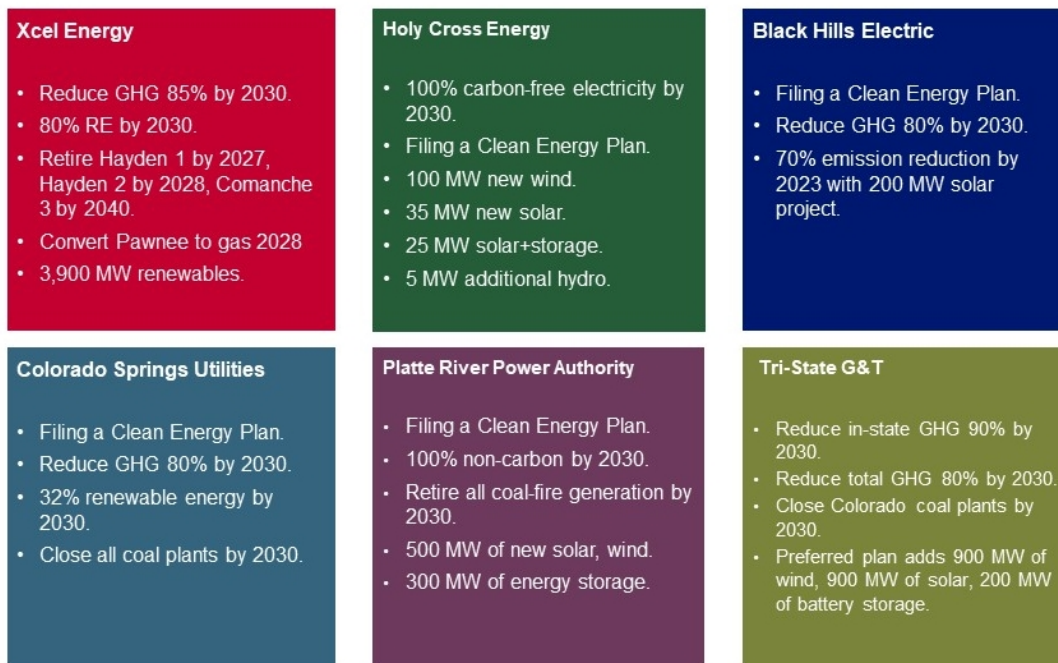 Xcel Energy
• Reduce GHG 85% by 2030.
• 80% RE by 2030.
• Retire Hayden 1 by 2027,
Hayden 2 by 2028, Comanche
3 by 2040.
• Convert Pawnee to gas 2028
• 3,900 MW renewables.
Holy Cross Energy
• 100% carbon-free electricity by
2030.
• Filing a Clean Energy Plan.
• 100 MW new wind.
• 35 MW new solar.
• 25 MW solar+storage.
• 5 MW additional hydro.
Black Hills Electric
• Filing a Clean Energy Plan.
• Reduce GHG 80% by 2030.
• 70% emission reduction by
2023 with 200 MW solar
project.
Colorado Springs Utilities
• Filing a Clean Energy Plan.
• Reduce GHG 80% by 2030.
• 32% renewable energy by
2030.
• Close all coal plants by 2030.
Platte River Power Authority
• Filing a Clean Energy Plan.
• 100% non-carbon by 2030.
• Retire all coal-fire generation by
2030.
• 500 MW of new solar, wind.
• 300 MW of energy storage.
Tri-State G&T
• Reduce in-state GHG 90% by
2030.
• Reduce total GHG 80% by 2030.
• Close Colorado coal plants by
2030.
• Preferred plan adds 900 MW of
wind, 900 MW of solar, 200 MW
of battery storage.